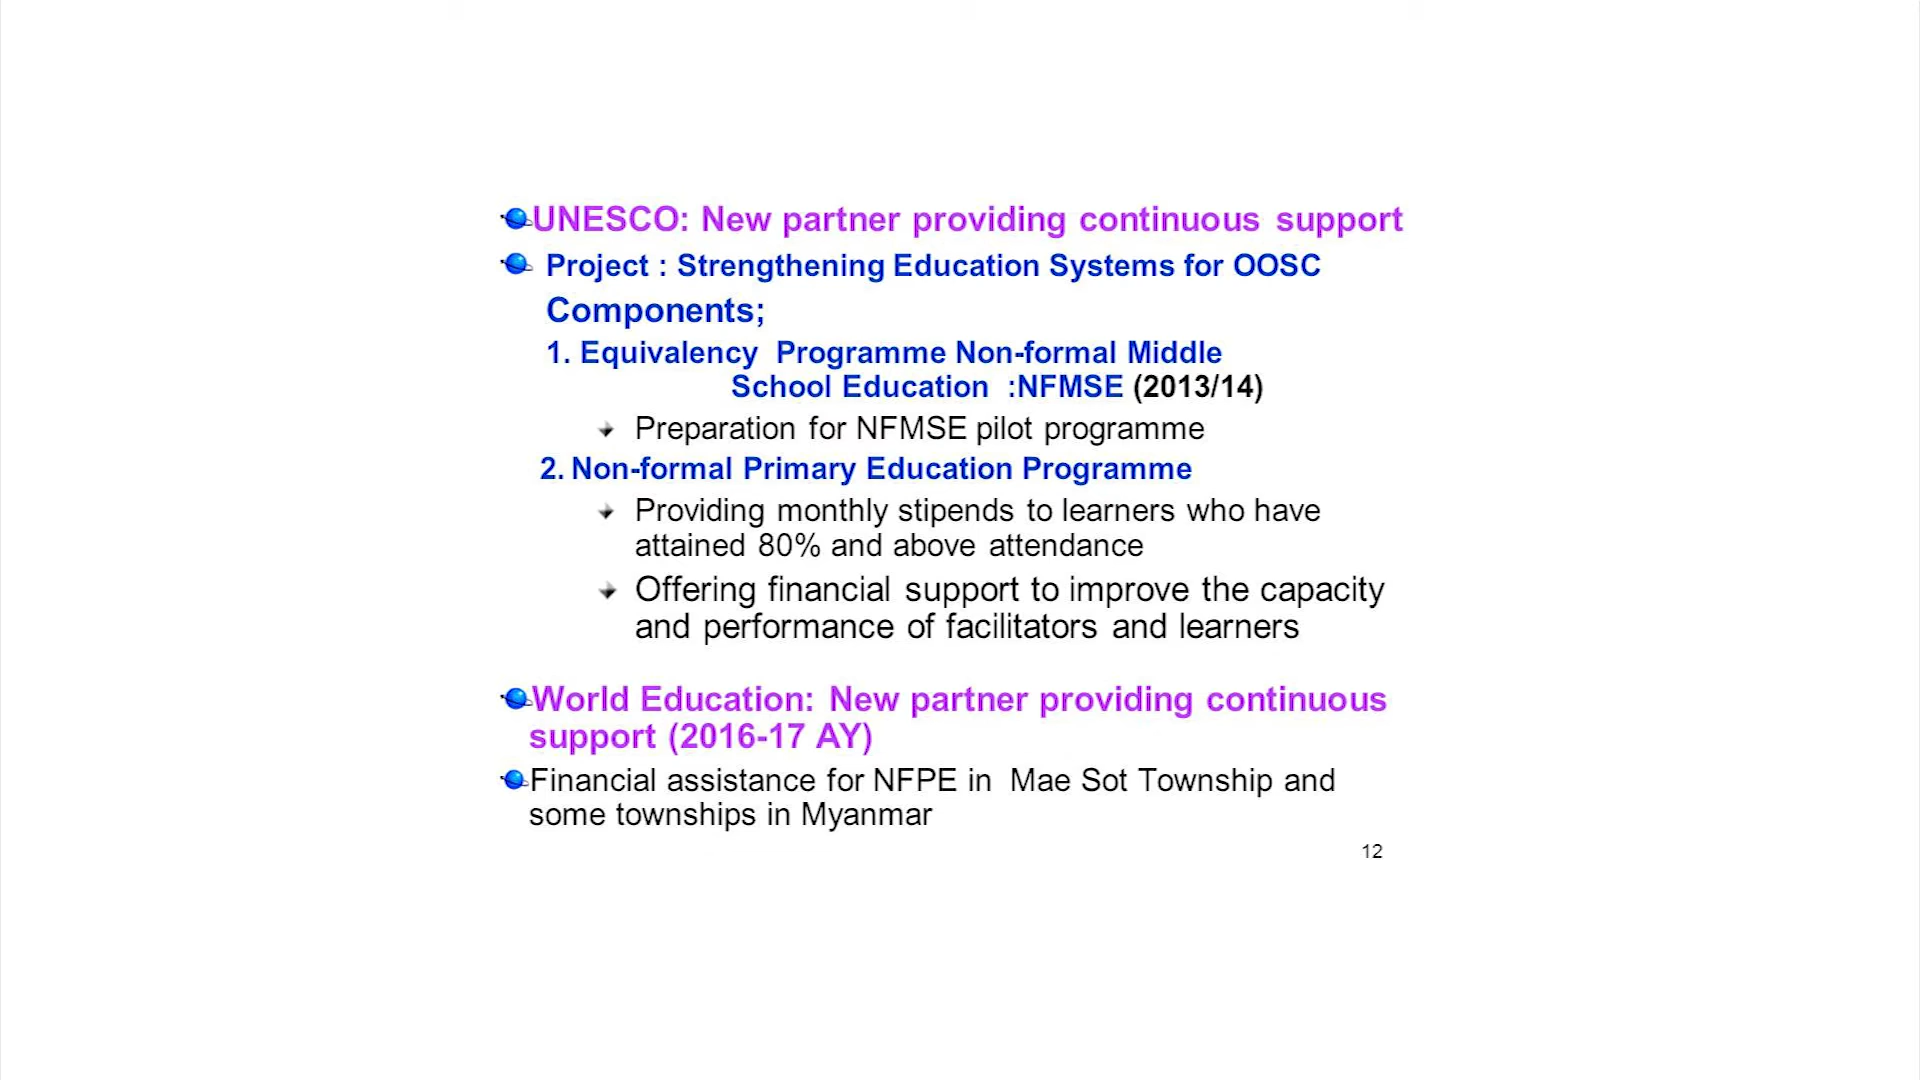 UNESCO: New partner providing continuous support
Project : Strengthening Education Systems for OOSC
Components;
1. Equivalency Programme Non-formal Middle
School Education :NFMSE (2013/14)
Preparation for NFMSE pilot programme
2. Non-formal Primary Education Programme
Providing monthly stipends to learners who have
attained 80% and above attendance
Offering financial support to improve the capacity
and performance of facilitators and learners
World Education: New partner providing continuous
support (2016-17 AY)
Financial assistance for NFPE in Mae Sot Township and
some townships in Myanmar
12